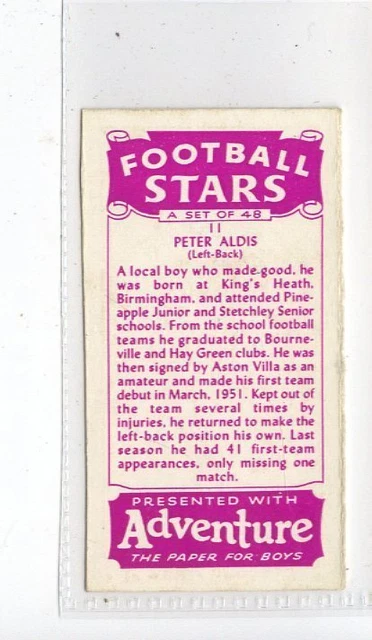 FOOTBALL
STARS
A SET OF 48
11
PETER ALDIS
(Left-Back)
A local boy who made good, he
was born at King's Heath,
Birmingham, and attended Pine-
apple Junior and Stetchley Senior
schools. From the school football
teams he graduated to Bourne-
ville and Hay Green clubs. He was
then signed by Aston Villa as an
amateur and made his first team
debut in March, 1951. Kept out of
the team several times by
injuries, he returned to make the
left-back position his own. Last
season he had 41 first-team
appearances, only missing one
match.
PRESENTED WITH
Adventure
THE PAPER FOR BOYS